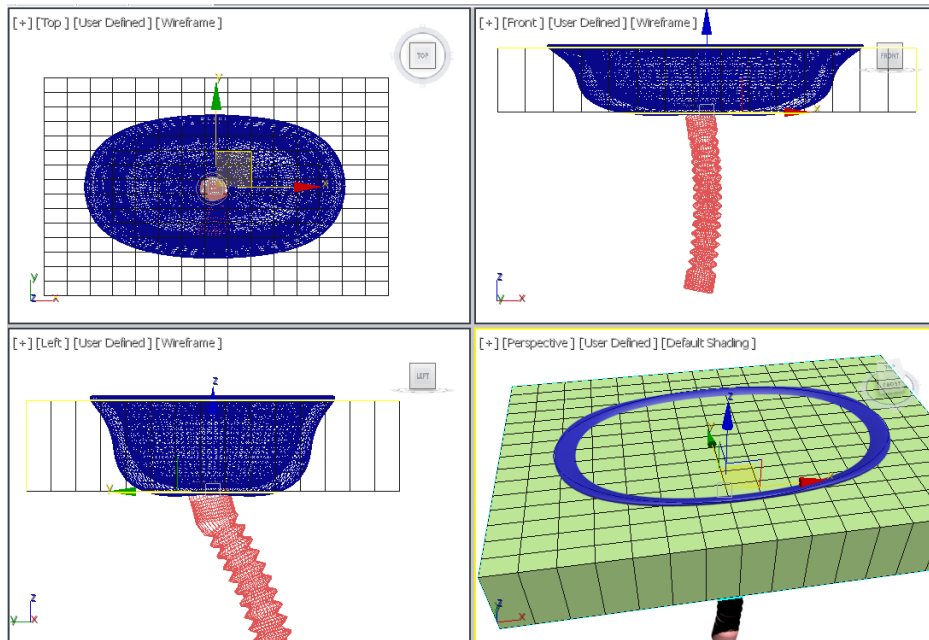 [+] [Top] [User Defined] [Wireframe]
TOP
y
x
y
z x
[+] [Front] [User Defined] [Wireframe]
FRONT
x
z
y x
[+] [Left] [User Defined] [Wireframe]
LEFT
z
y
z
y x
[+] [Perspective] [User Defined] [Default Shading]
FRONT
z
y
x
z
x